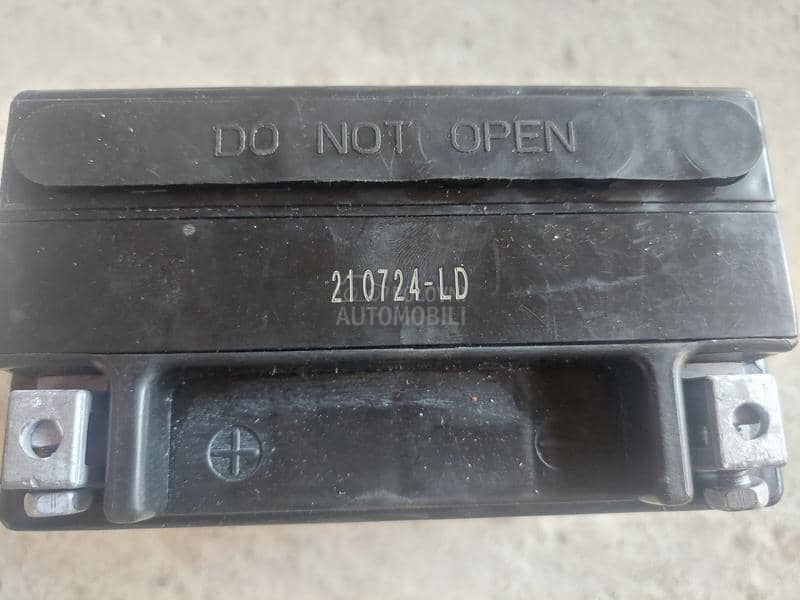 DO NOT OPEN
210724-LD
AUTOMOBILI
+
-